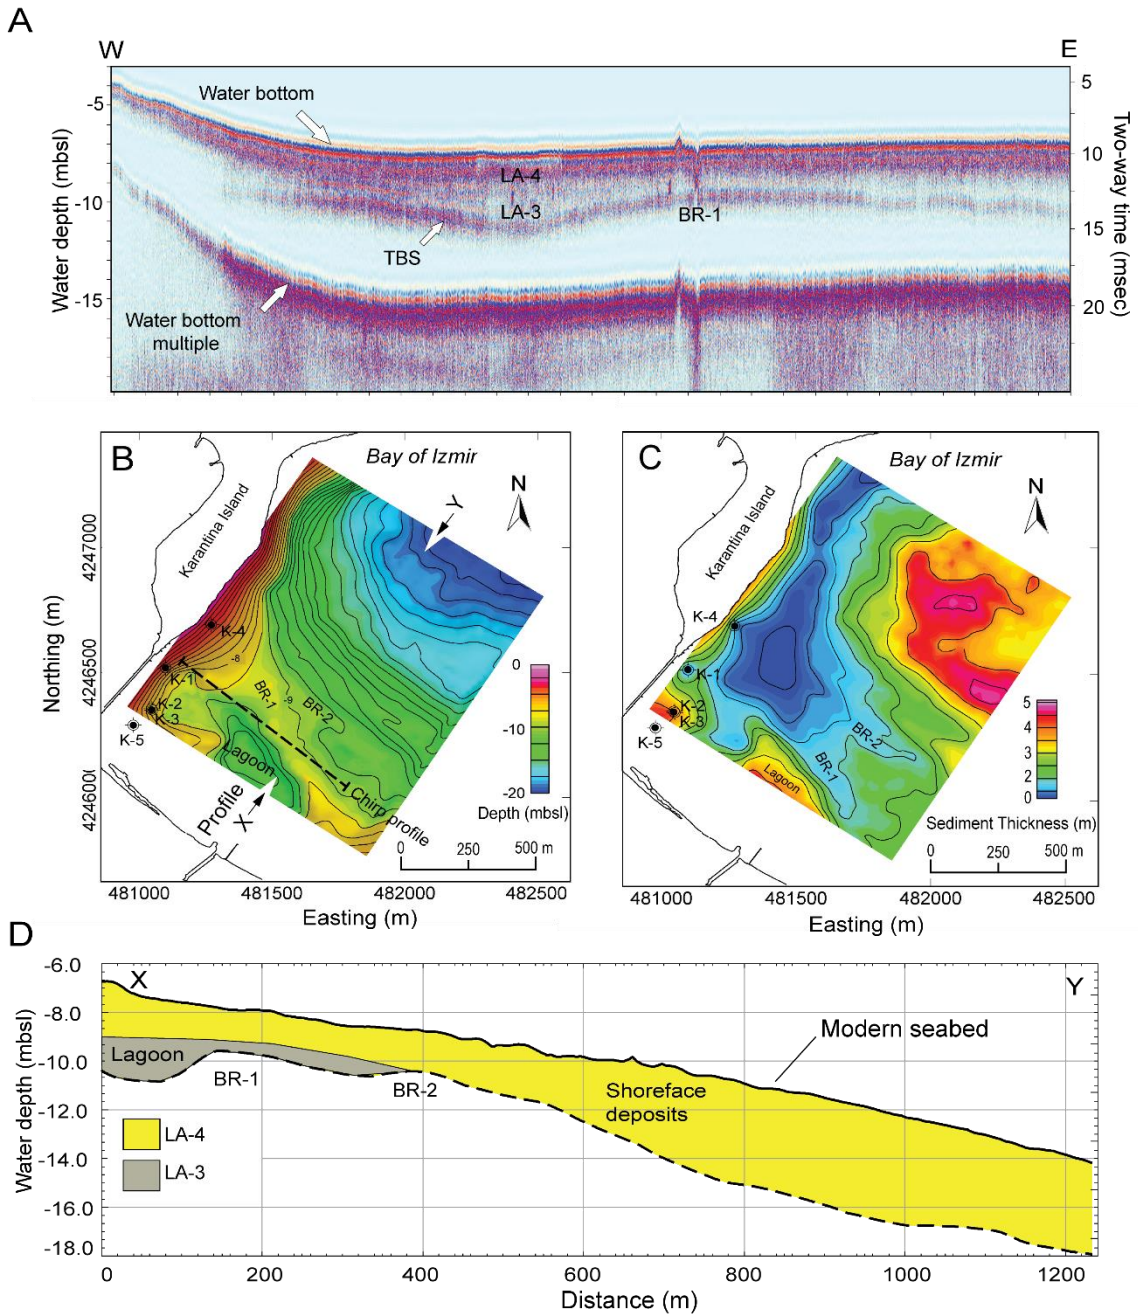 A
W
E
Water bottom
LA-4
LA-3
BR-1
TBS
Water bottom
multiple
Water depth (mbsl)
-5
-10
-15
Two-way time (msec)
5
10
15
20
B
Bay of Izmir
Karantina Island
N
Y
K-4
K-1
K-2
K-3
K-5
-8
-9
BR-1
BR-2
Lagoon
Profile
X
Chirp profile
0
-10
-20
Depth (mbsl)
0 250 500 m
Northing (m)
4247000
4246500
4246000
481000 481500 482000 482500
Easting (m)
C
Bay of Izmir
Karantina Island
N
K-4
K-1
K-2
K-3
K-5
BR-1
BR-2
Lagoon
5
4
3
2
1
0
Sediment Thickness (m)
0 250 500 m
481000 481500 482000 482500
Easting (m)
D
X
Y
Modern seabed
Lagoon
BR-1
BR-2
Shoreface
deposits
LA-4
LA-3
Water depth (mbsl)
-6.0
-8.0
-10.0
-12.0
-14.0
-16.0
-18.0
0 200 400 600 800 1000 1200
Distance (m)